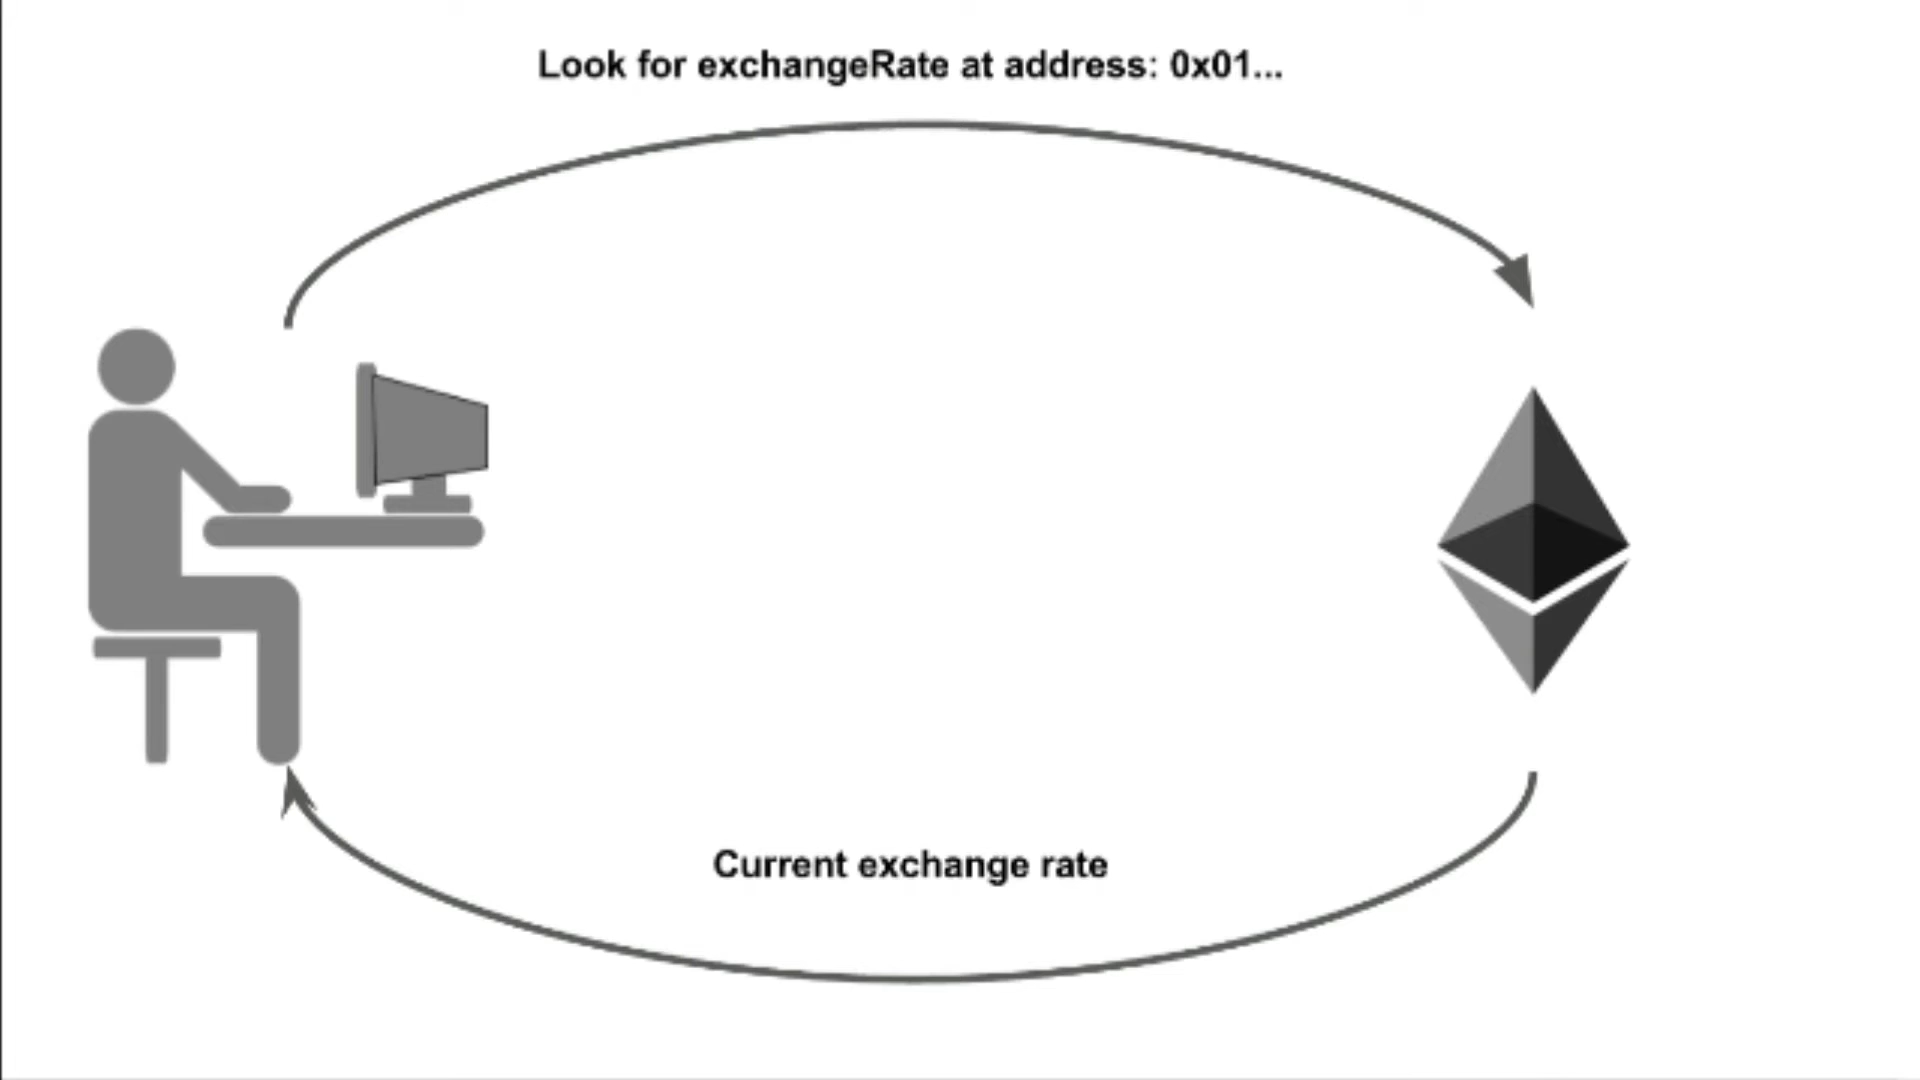 Look for exchangeRate at address: 0x01...
Current exchange rate